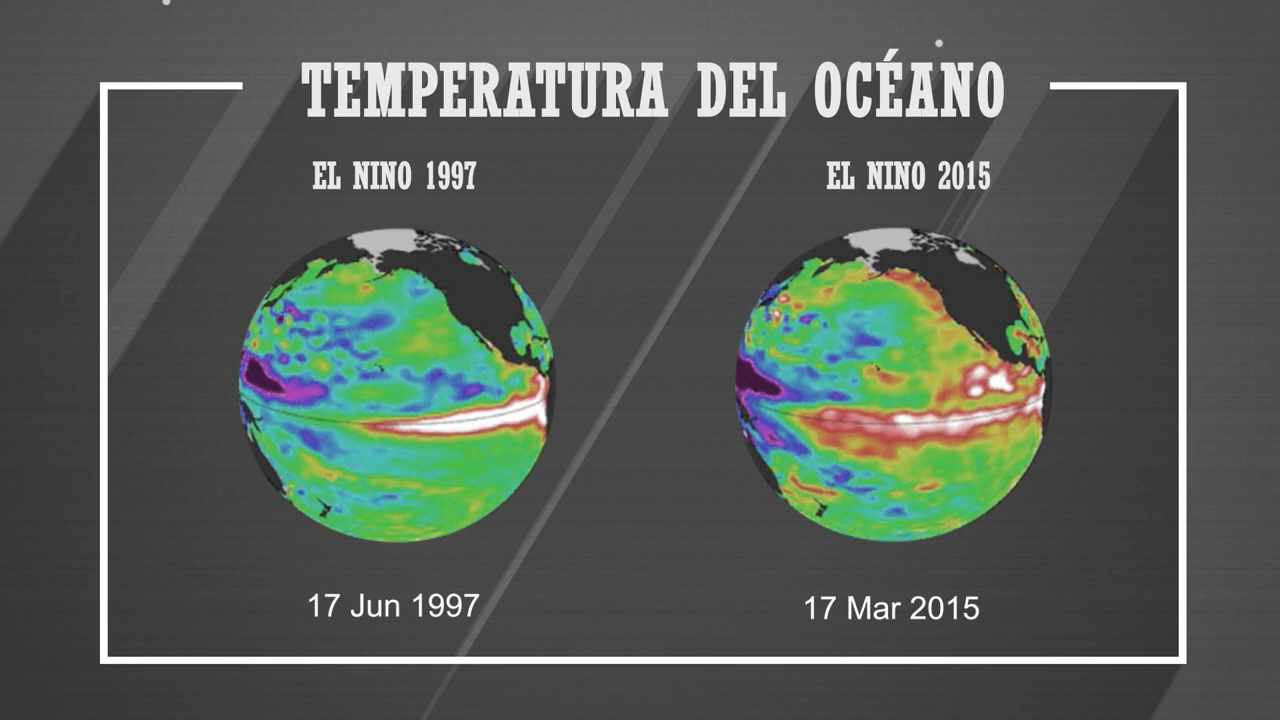 TEMPERATURA DEL OCÉANO
EL NINO 1997
EL NINO 2015
17 Jun 1997
17 Mar 2015